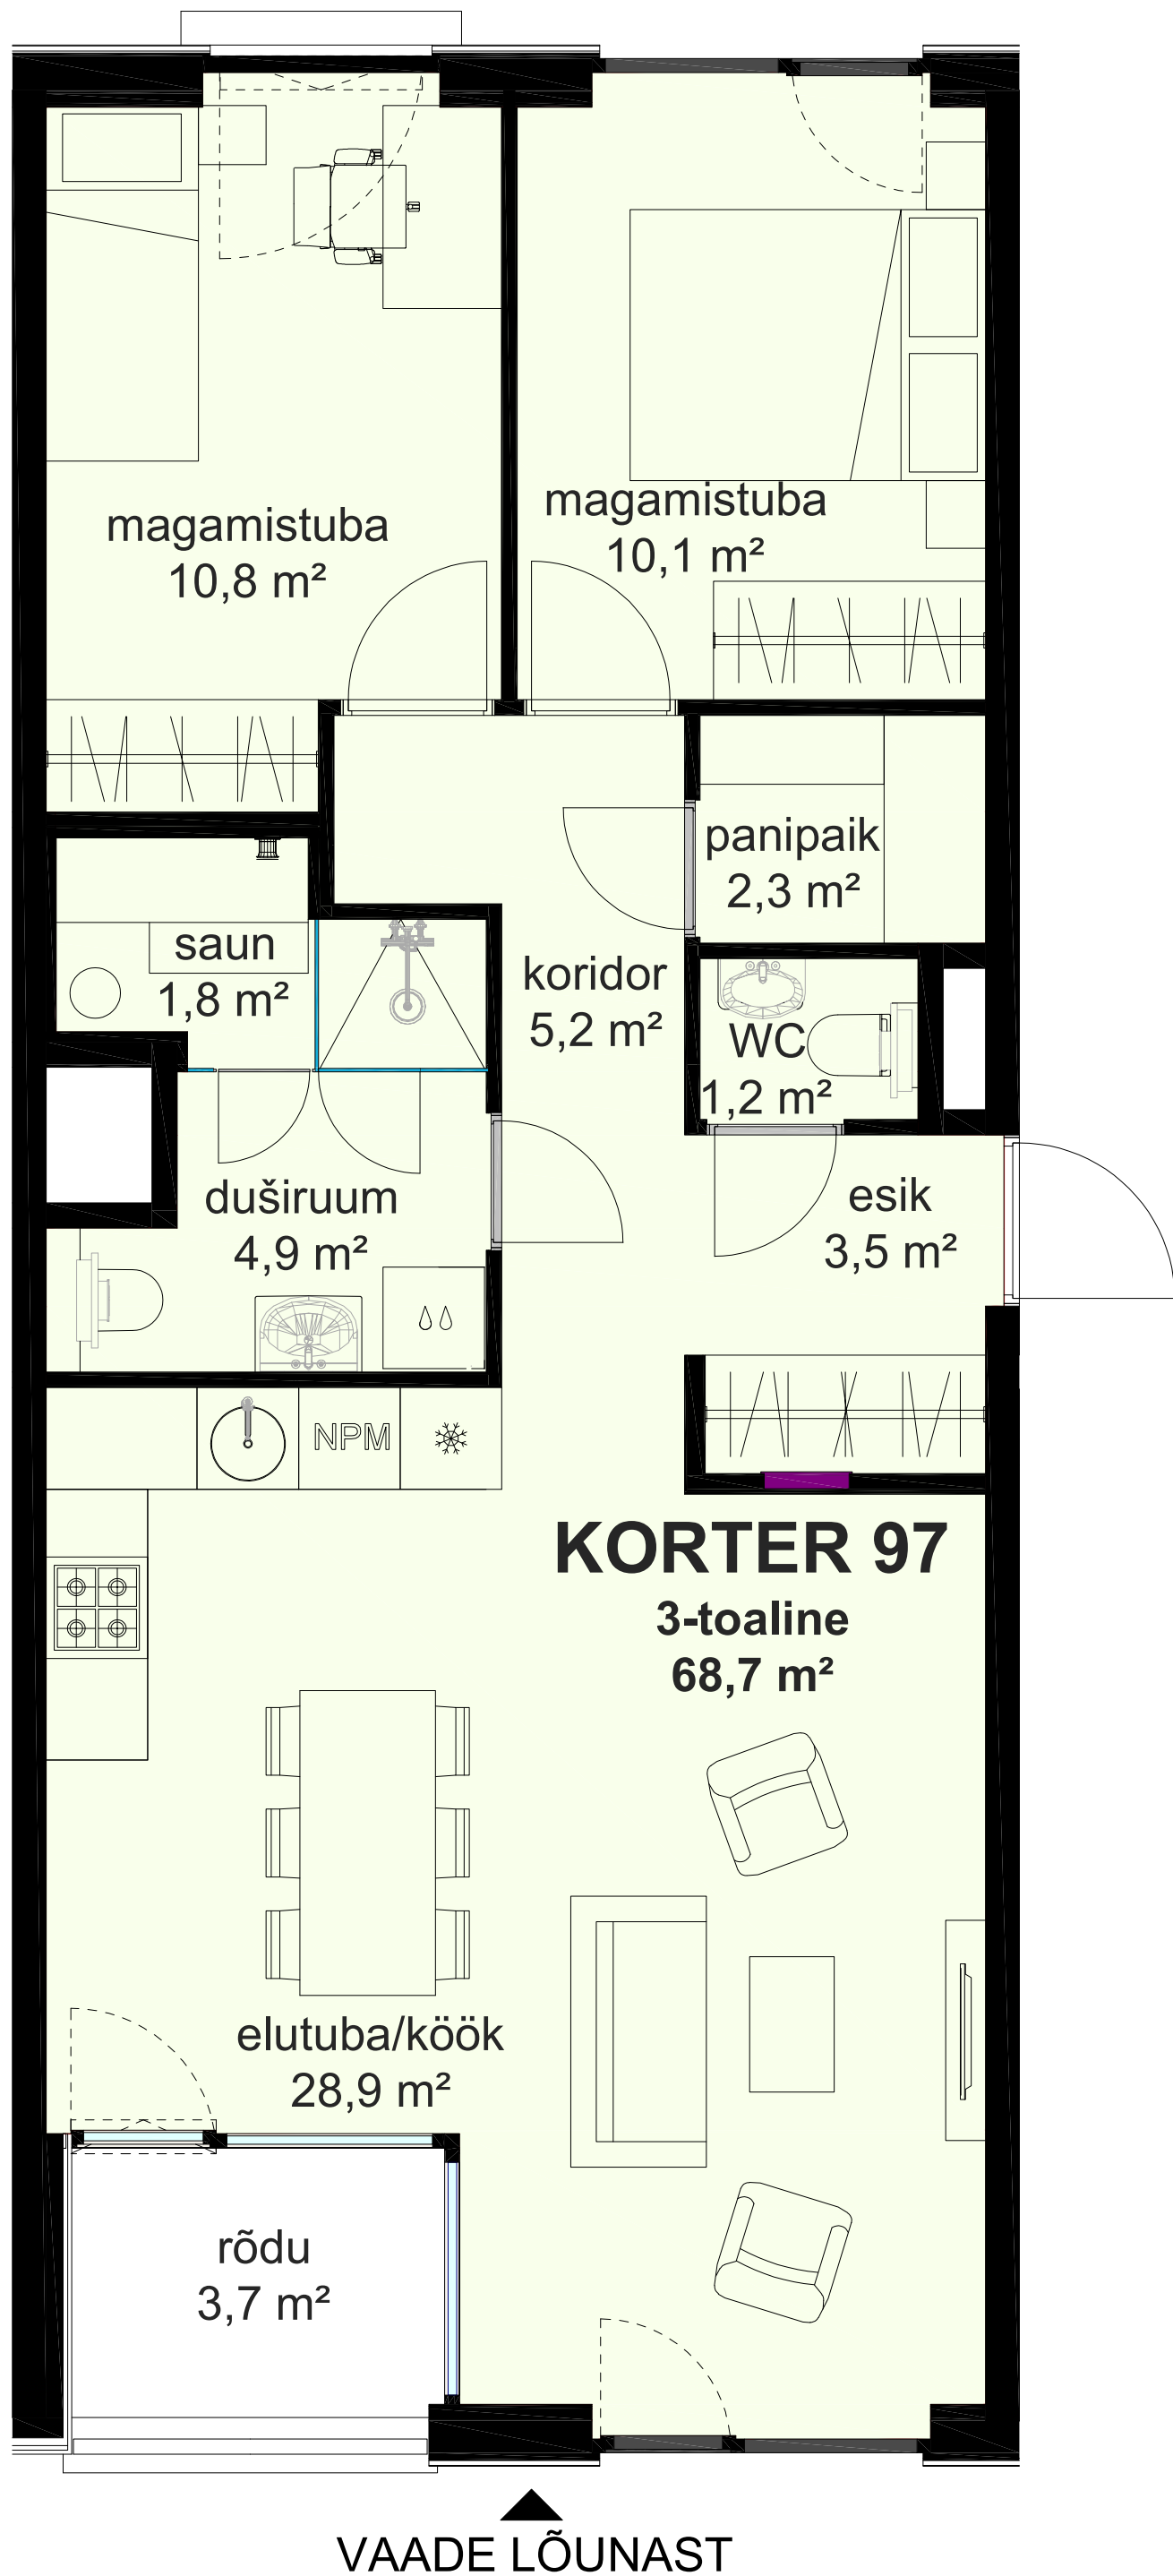 magamistuba
10,8 m²
magamistuba
10,1 m²
panipaik
2,3 m²
saun
1,8 m²
koridor
5,2 m²
WC
1,2 m²
duširuum
4,9 m²
esik
3,5 m²
NPM
KORTER 97
3-toaline
68,7 m²
elutuba/köök
28,9 m²
rõdu
3,7 m²
VAADE LÕUNAST